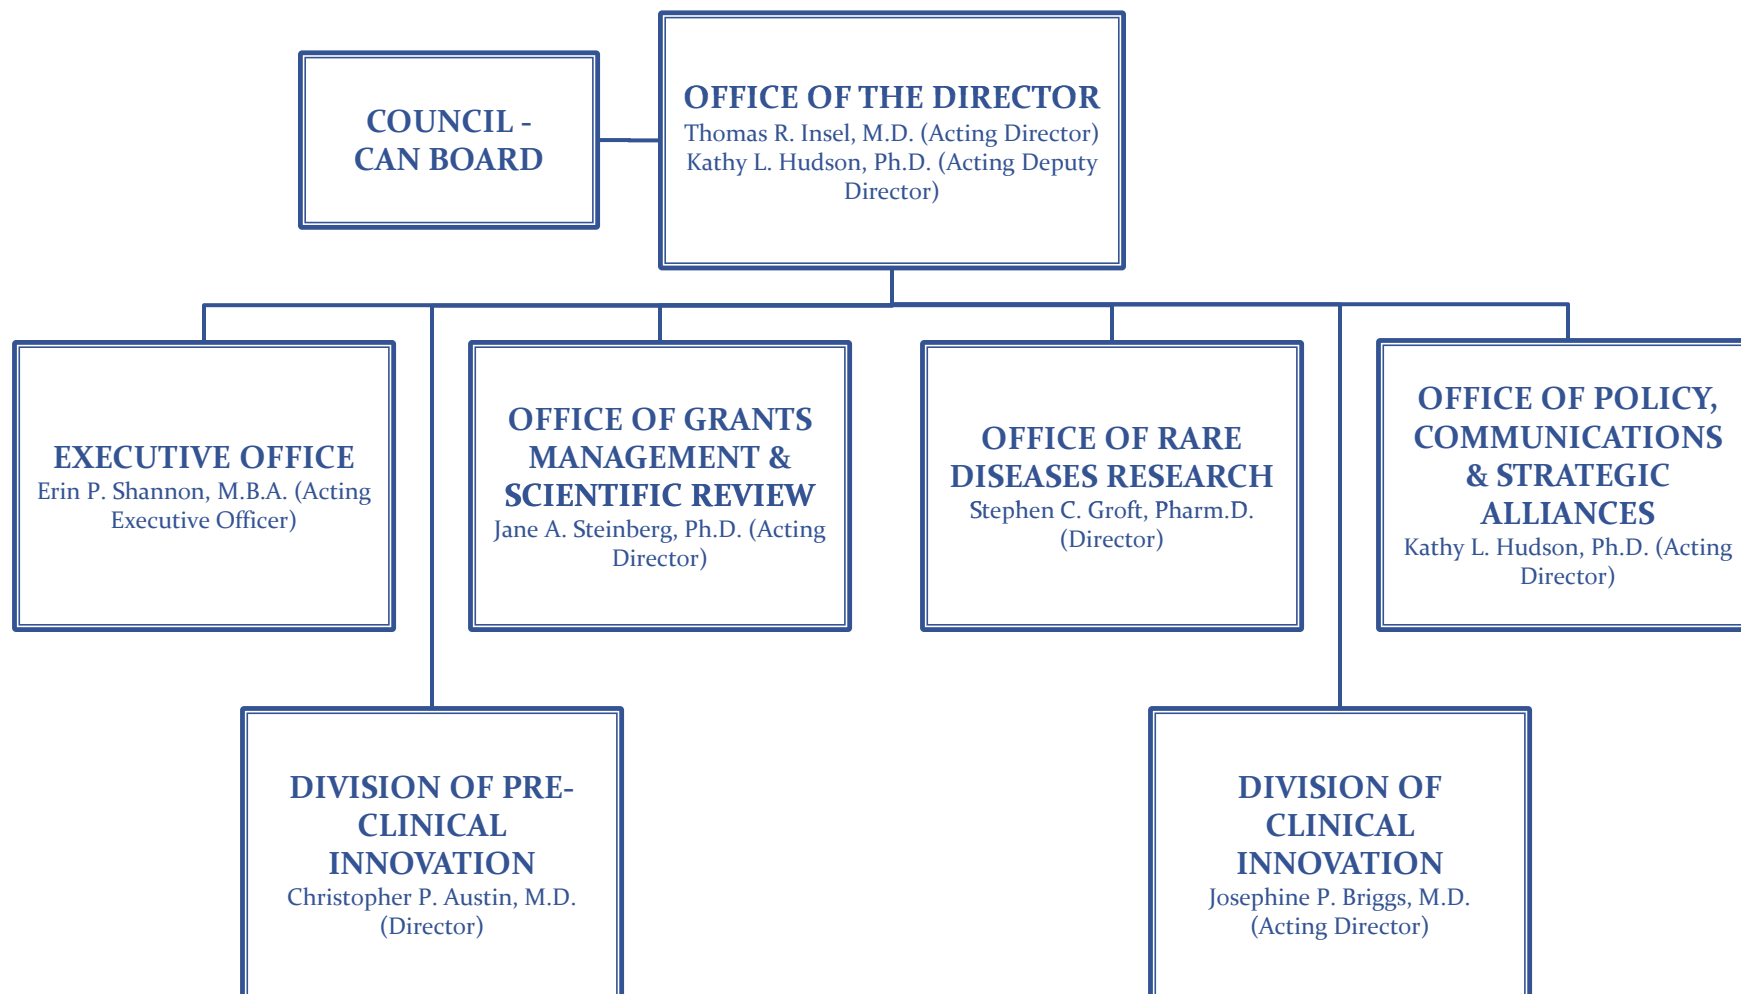 COUNCIL -
CAN BOARD
OFFICE OF THE DIRECTOR
Thomas R. Insel, M.D. (Acting Director)
Kathy L. Hudson, Ph.D. (Acting Deputy
Director)
EXECUTIVE OFFICE
Erin P. Shannon, M.B.A. (Acting
Executive Officer)
OFFICE OF GRANTS
MANAGEMENT &
SCIENTIFIC REVIEW
Jane A. Steinberg, Ph.D. (Acting
Director)
OFFICE OF RARE
DISEASES RESEARCH
Stephen C. Groft, Pharm.D.
(Director)
OFFICE OF POLICY,
COMMUNICATIONS
& STRATEGIC
ALLIANCES
Kathy L. Hudson, Ph.D. (Acting
Director)
DIVISION OF PRE-
CLINICAL
INNOVATION
Christopher P. Austin, M.D.
(Director)
DIVISION OF
CLINICAL
INNOVATION
Josephine P. Briggs, M.D.
(Acting Director)